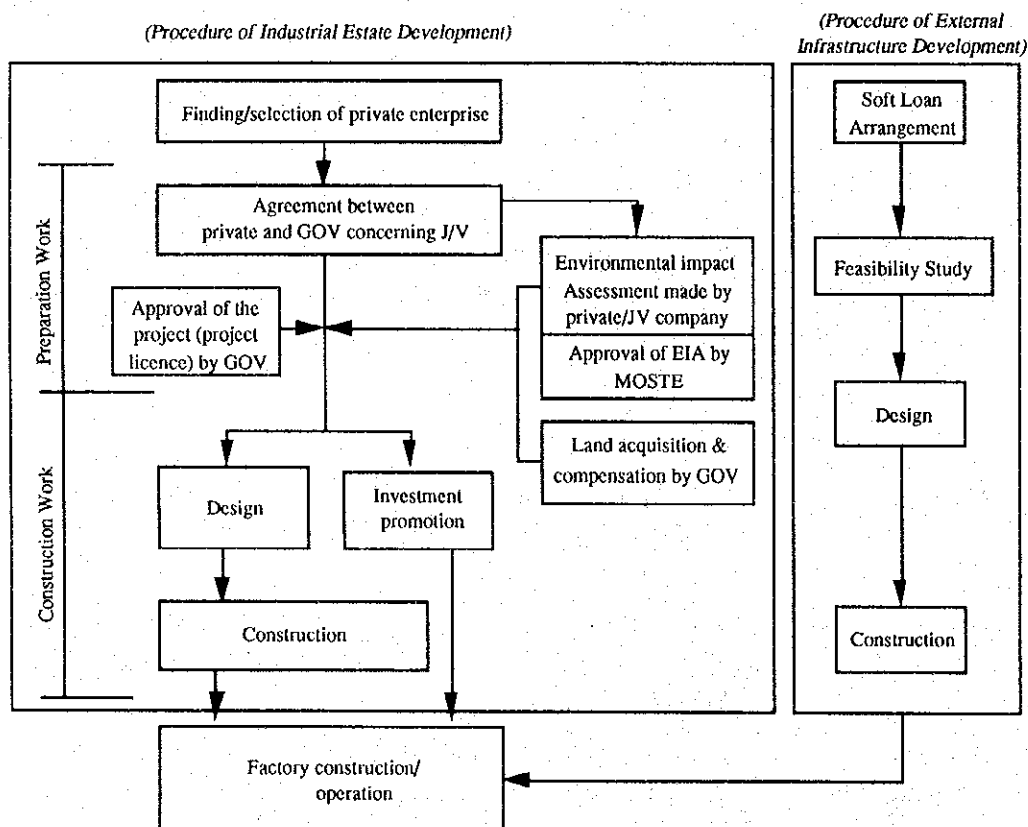 (Procedure of Industrial Estate Development)
(Procedure of External
Infrastructure Development)
Finding/selection of private enterprise
Soft Loan
Arrangement
Preparation Work
Agreement between
private and GOV concerning J/V
Environmental impact
Assessment made by
private/JV company
Feasibility Study
Approval of the
project (project
licence) by GOV
Approval of EIA by
MOSTE
Design
Land acquisition &
compensation by GOV
Construction Work
Design
Investment
promotion
Construction
Construction
Factory construction/
operation